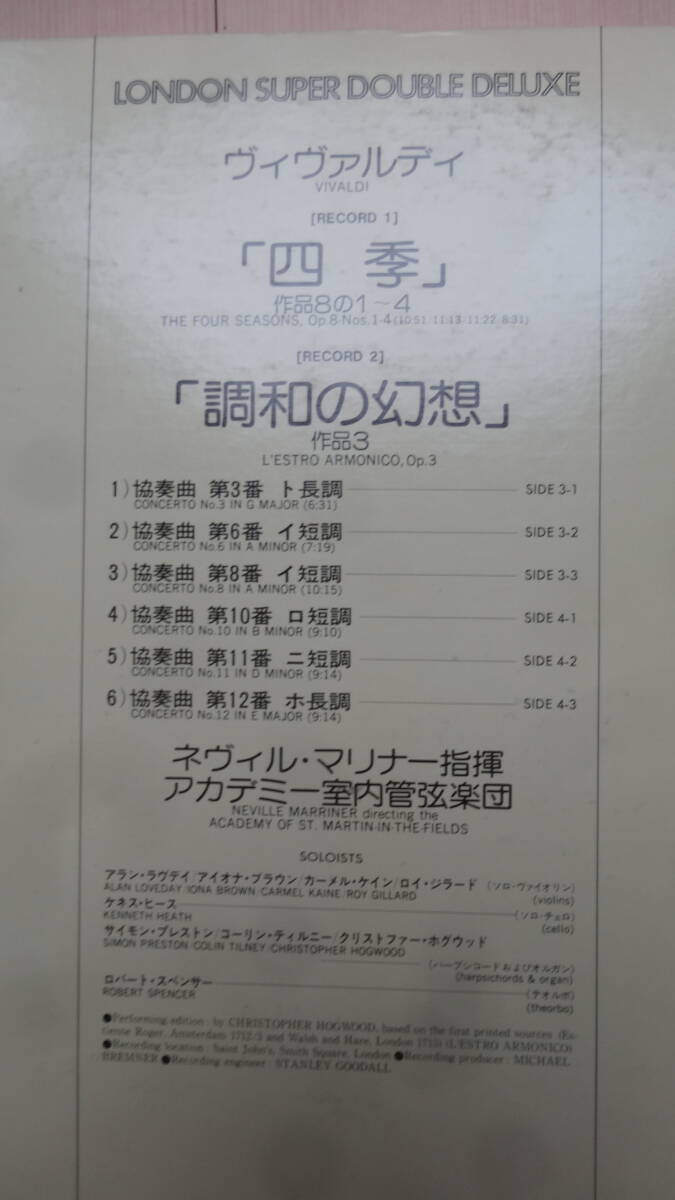 LONDON SUPER DOUBLE DELUXE
ヴィヴァルディ
VIVALDI
[RECORD 1]
「四 季」
作品8の1～4
THE FOUR SEASONS, Op.8-Nos.1-4 (10:51/11:13/11:22/8:31)
[RECORD 2]
「調和の幻想」
作品3
L'ESTRO ARMONICO, Op.3
1) 協奏曲 第3番 ト長調 SIDE 3-1
CONCERTO No.3 IN G MAJOR (6:31)
2) 協奏曲 第6番 イ短調 SIDE 3-2
CONCERTO No.6 IN A MINOR (7:19)
3) 協奏曲 第8番 イ短調 SIDE 3-3
CONCERTO No.8 IN A MINOR (10:15)
4) 協奏曲 第10番 ロ短調 SIDE 4-1
CONCERTO No.10 IN B MINOR (9:10)
5) 協奏曲 第11番 ニ短調 SIDE 4-2
CONCERTO No.11 IN D MINOR (9:14)
6) 協奏曲 第12番 ホ長調 SIDE 4-3
CONCERTO No.12 IN E MAJOR (9:14)
ネヴィル・マリナー指揮
アカデミー室内管弦楽団
NEVILLE MARRINER directing the
ACADEMY OF ST. MARTIN-IN-THE-FIELDS
SOLOISTS
アラン・ラヴデイ/アイオナ・ブラウン/カーメル・ケイン/ロイ・ジラード (ソロ・ヴァイオリン)
ALAN LOVEDAY/IONA BROWN/CARMEL KAINE/ROY GILLARD (violins)
ケネス・ヒース (ソロ・チェロ)
KENNETH HEATH (cello)
サイモン・プレストン/コーリン・ティルニー/クリストファー・ホグウッド
SIMON PRESTON/COLIN TILNEY/CHRISTOPHER HOGWOOD
(ハープシコードおよびオルガン)
(harpsichords & organ)
ロバート・スペンサー (テオルボ)
ROBERT SPENCER (theorbo)
●Performing edition : by CHRISTOPHER HOGWOOD, based on the first printed sources (Es-
tienne Roger, Amsterdam 1712/3 and Walsh and Hare, London 1715) (L'ESTRO ARMONICO)
●Recording location : Saint John's, Smith Square, London ●Recording producer : MICHAEL
BREMNER ●Recording engineer : STANLEY GOODALL